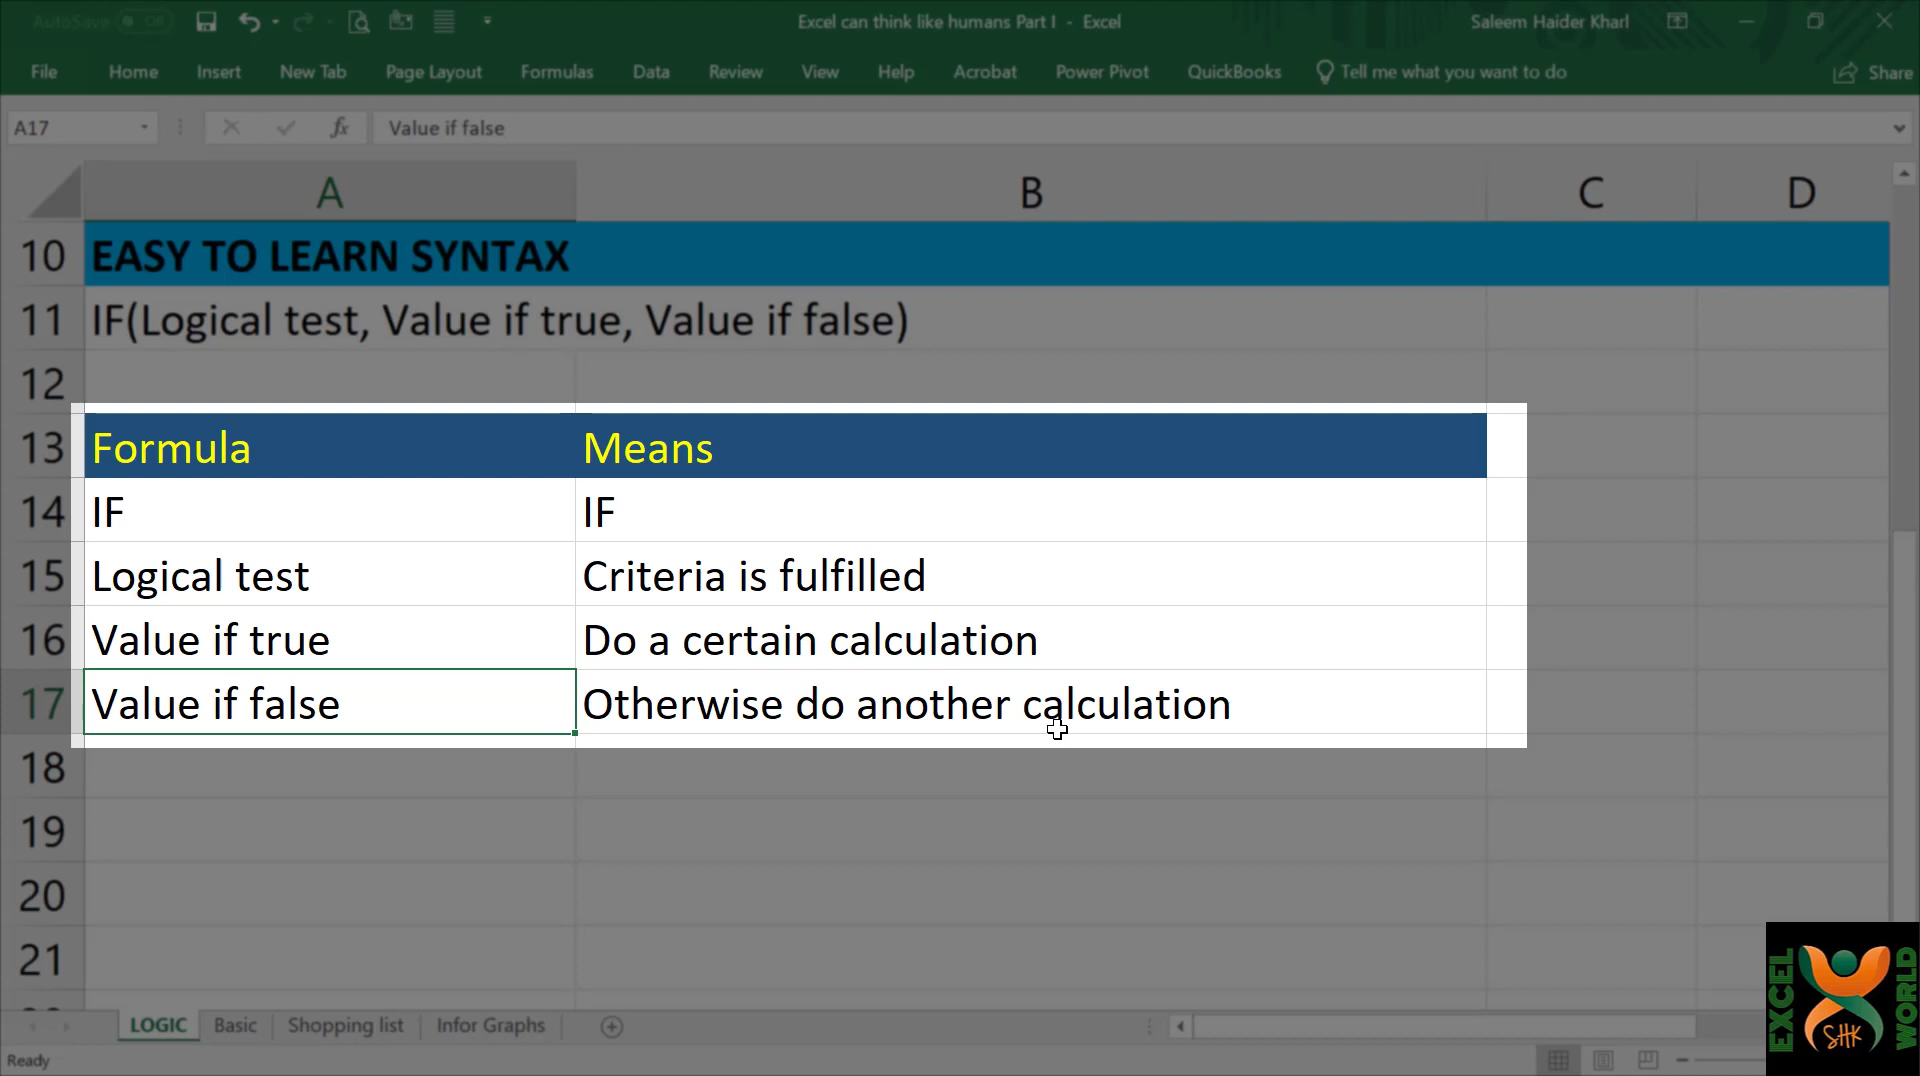 AutoSave Off
Excel can think like humans Part I - Excel
Saleem Haider Kharl
File Home Insert New Tab Page Layout Formulas Data Review View Help Acrobat Power Pivot QuickBooks Tell me what you want to do Share
A17 fx Value if false
A B C D
10 EASY TO LEARN SYNTAX
11 IF(Logical test, Value if true, Value if false)
12
13 Formula Means
14 IF IF
15 Logical test Criteria is fulfilled
16 Value if true Do a certain calculation
17 Value if false Otherwise do another calculation
18
19
20
21
LOGIC Basic Shopping list Infor Graphs
Ready
EXCEL
SHK
WORLD